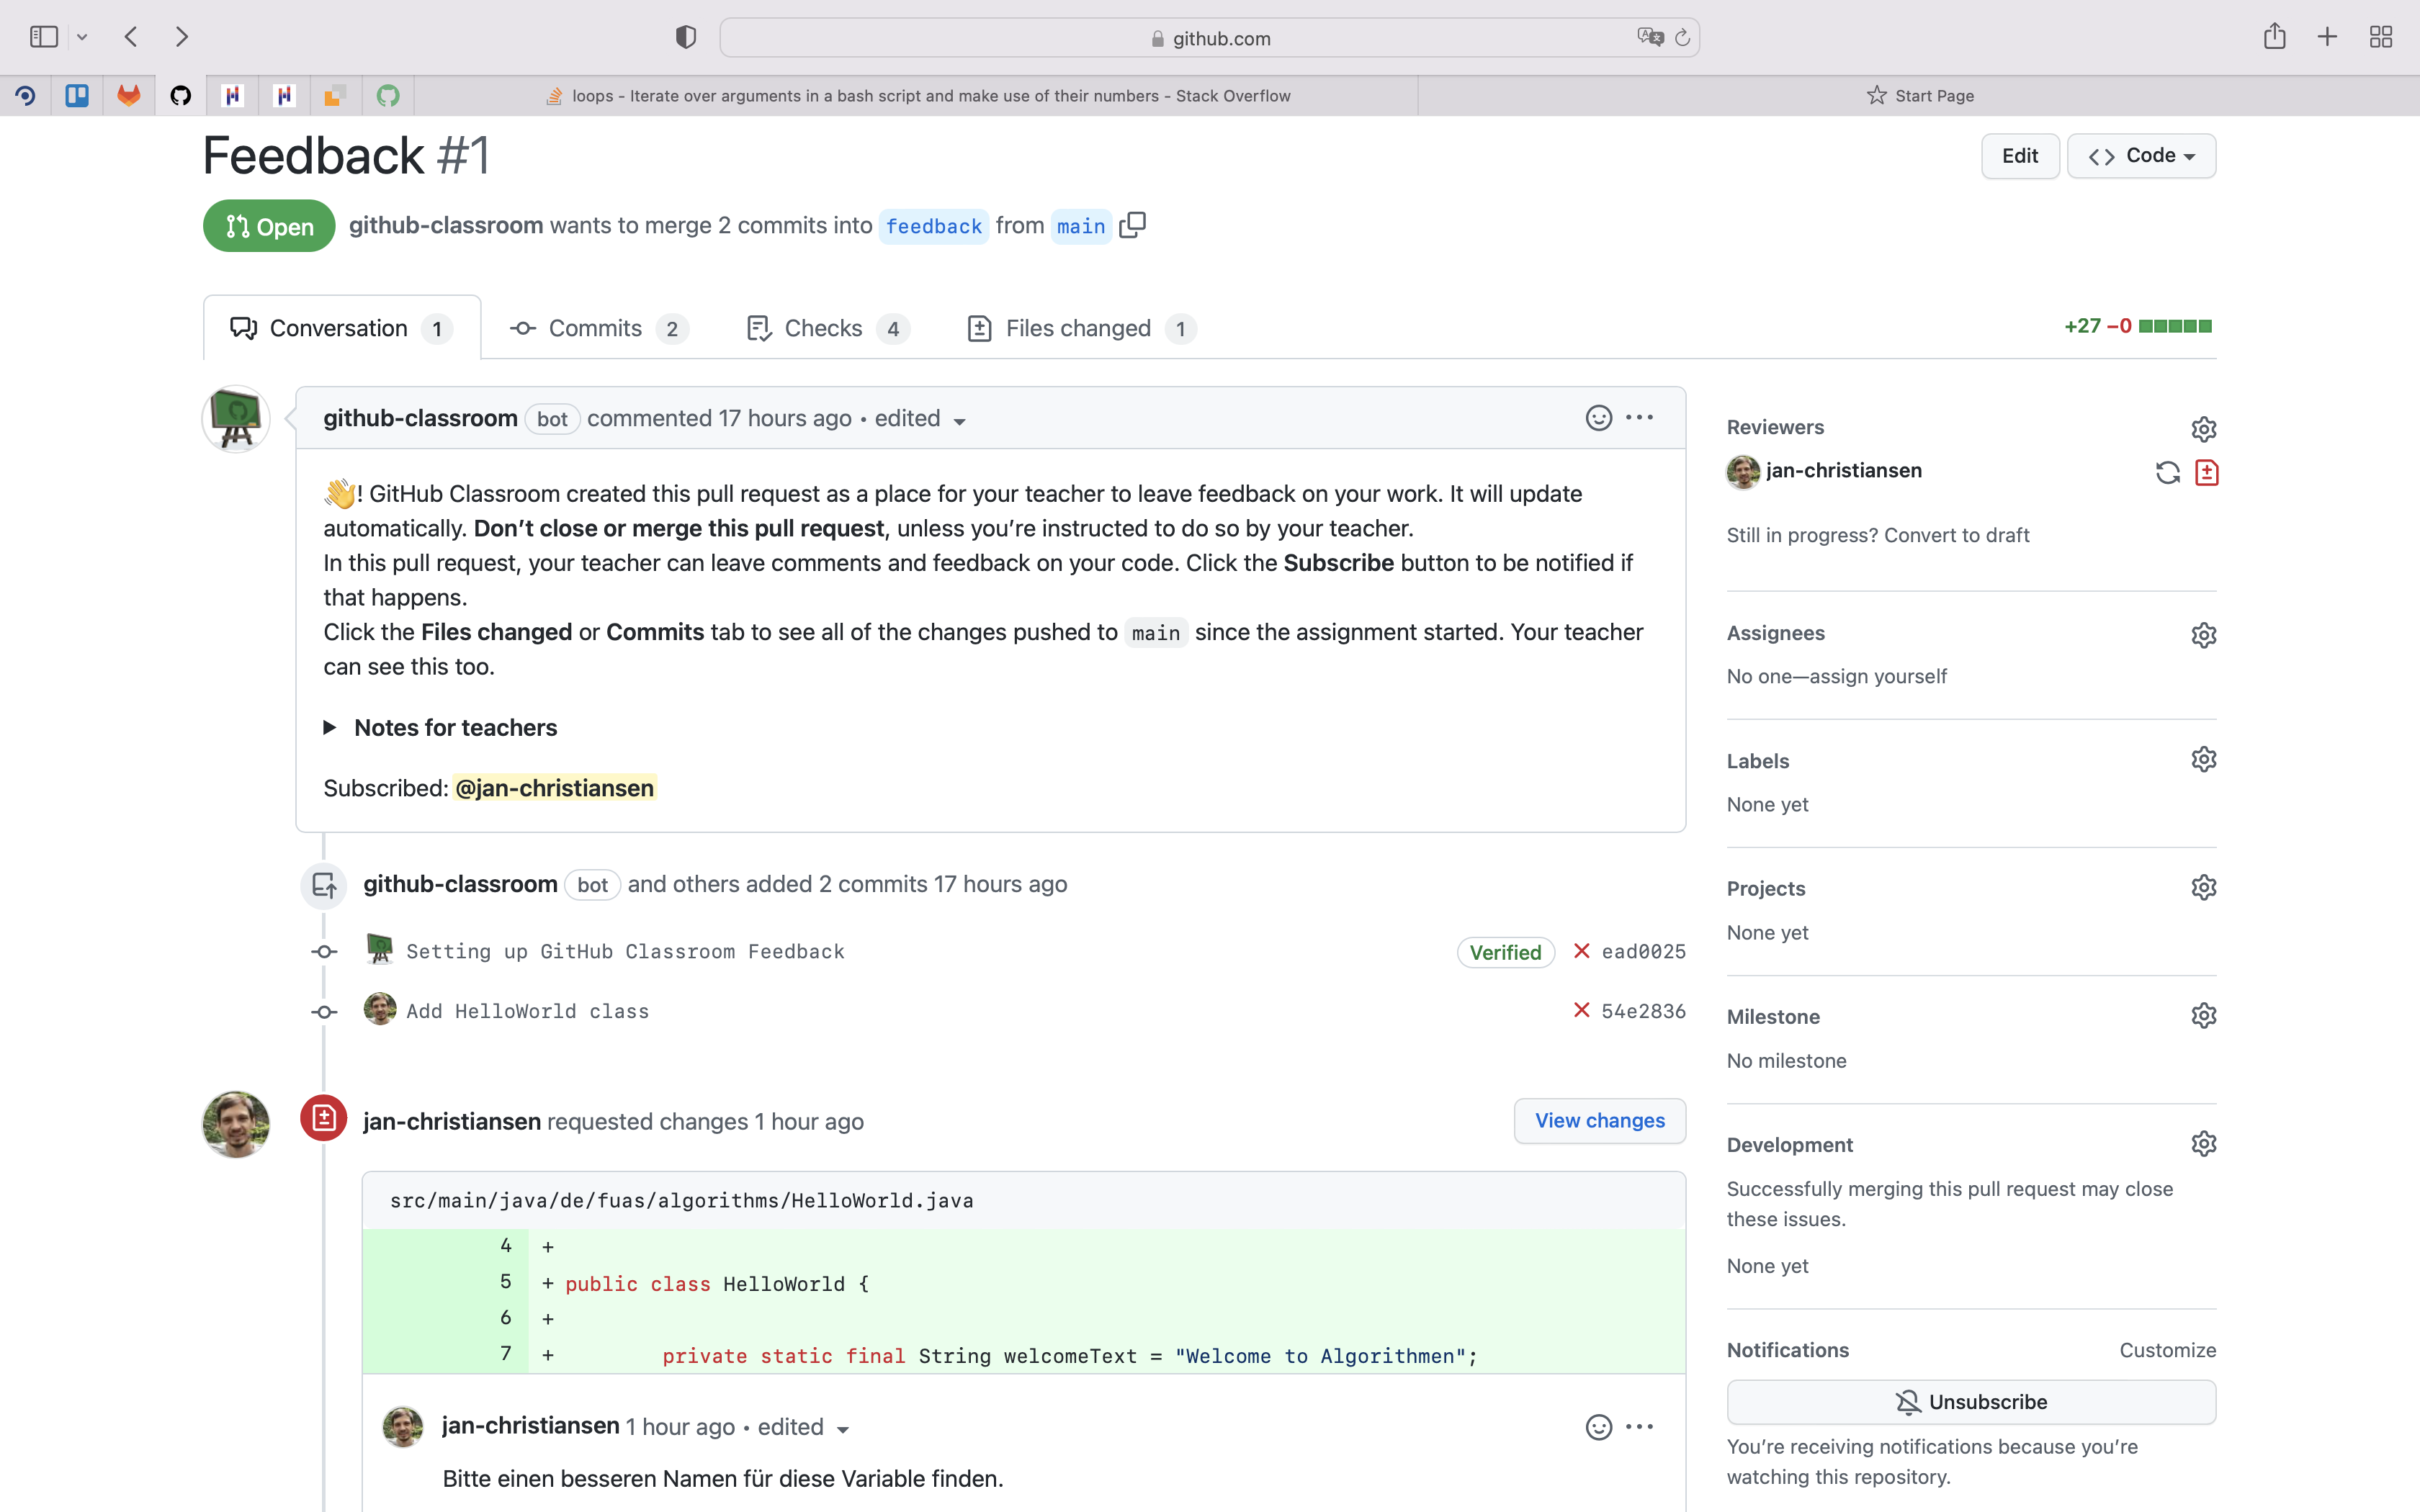 github.com
loops - Iterate over arguments in a bash script and make use of their numbers - Stack Overflow
Start Page
Feedback #1
Edit
Code
Open
github-classroom wants to merge 2 commits into feedback from main
Conversation 1
Commits 2
Checks 4
Files changed 1
+27 −0
github-classroom bot commented 17 hours ago • edited
👋! GitHub Classroom created this pull request as a place for your teacher to leave feedback on your work. It will update
automatically. Don’t close or merge this pull request, unless you’re instructed to do so by your teacher.
In this pull request, your teacher can leave comments and feedback on your code. Click the Subscribe button to be notified if
that happens.
Click the Files changed or Commits tab to see all of the changes pushed to main since the assignment started. Your teacher
can see this too.
Notes for teachers
Subscribed: @jan-christiansen
github-classroom bot and others added 2 commits 17 hours ago
Setting up GitHub Classroom Feedback
Verified
ead0025
Add HelloWorld class
54e2836
jan-christiansen requested changes 1 hour ago
View changes
src/main/java/de/fuas/algorithms/HelloWorld.java
4 +
5 + public class HelloWorld {
6 +
7 + private static final String welcomeText = "Welcome to Algorithmen";
jan-christiansen 1 hour ago • edited
Bitte einen besseren Namen für diese Variable finden.
Reviewers
jan-christiansen
Still in progress? Convert to draft
Assignees
No one—assign yourself
Labels
None yet
Projects
None yet
Milestone
No milestone
Development
Successfully merging this pull request may close
these issues.
None yet
Notifications
Customize
Unsubscribe
You’re receiving notifications because you’re
watching this repository.